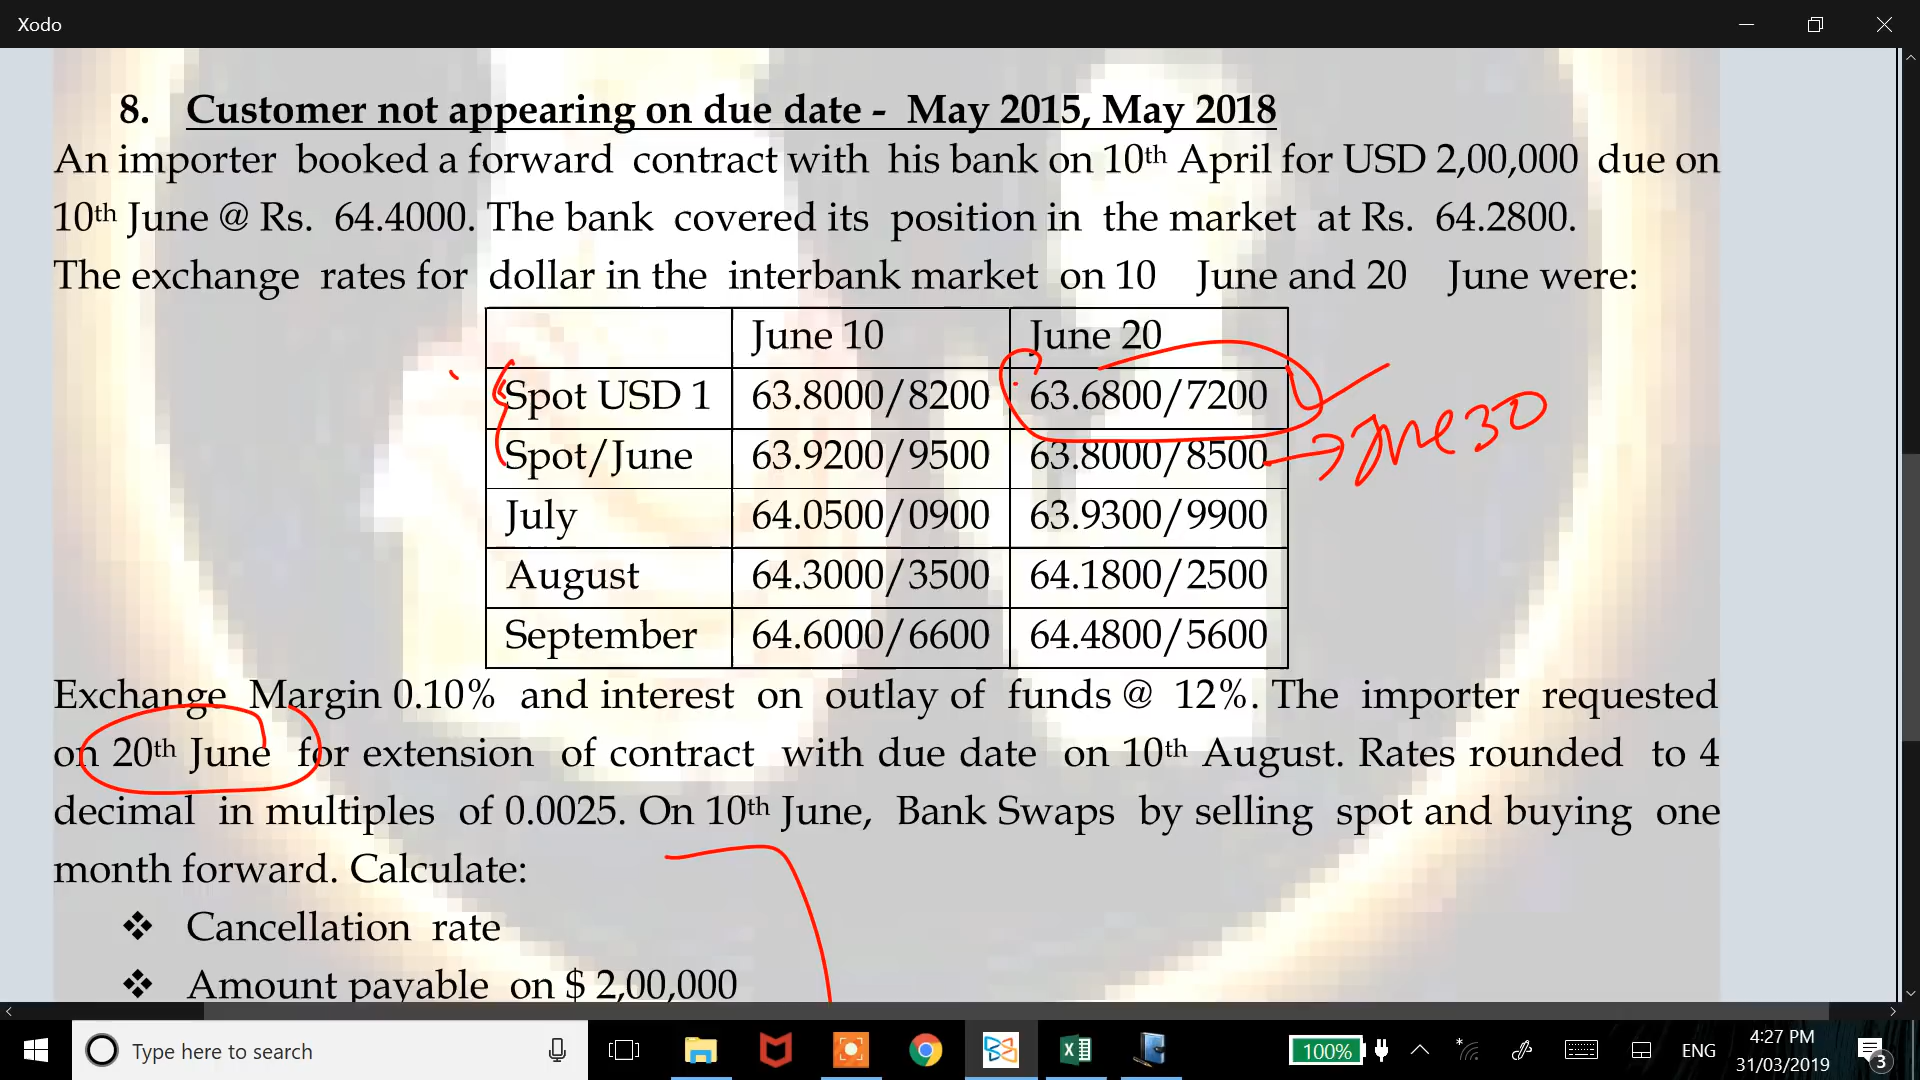 Xodo
8. Customer not appearing on due date - May 2015, May 2018
An importer booked a forward contract with his bank on 10th April for USD 2,00,000 due on
10th June @ Rs. 64.4000. The bank covered its position in the market at Rs. 64.2800.
The exchange rates for dollar in the interbank market on 10 June and 20 June were:
June 10 June 20
Spot USD 1 63.8000/8200 63.6800/7200
Spot/June 63.9200/9500 63.8000/8500 June 30
July 64.0500/0900 63.9300/9900
August 64.3000/3500 64.1800/2500
September 64.6000/6600 64.4800/5600
Exchange Margin 0.10% and interest on outlay of funds @ 12%. The importer requested
on 20th June for extension of contract with due date on 10th August. Rates rounded to 4
decimal in multiples of 0.0025. On 10th June, Bank Swaps by selling spot and buying one
month forward. Calculate:
❖ Cancellation rate
❖ Amount payable on $ 2,00,000
Type here to search
100%
ENG
4:27 PM
31/03/2019
3